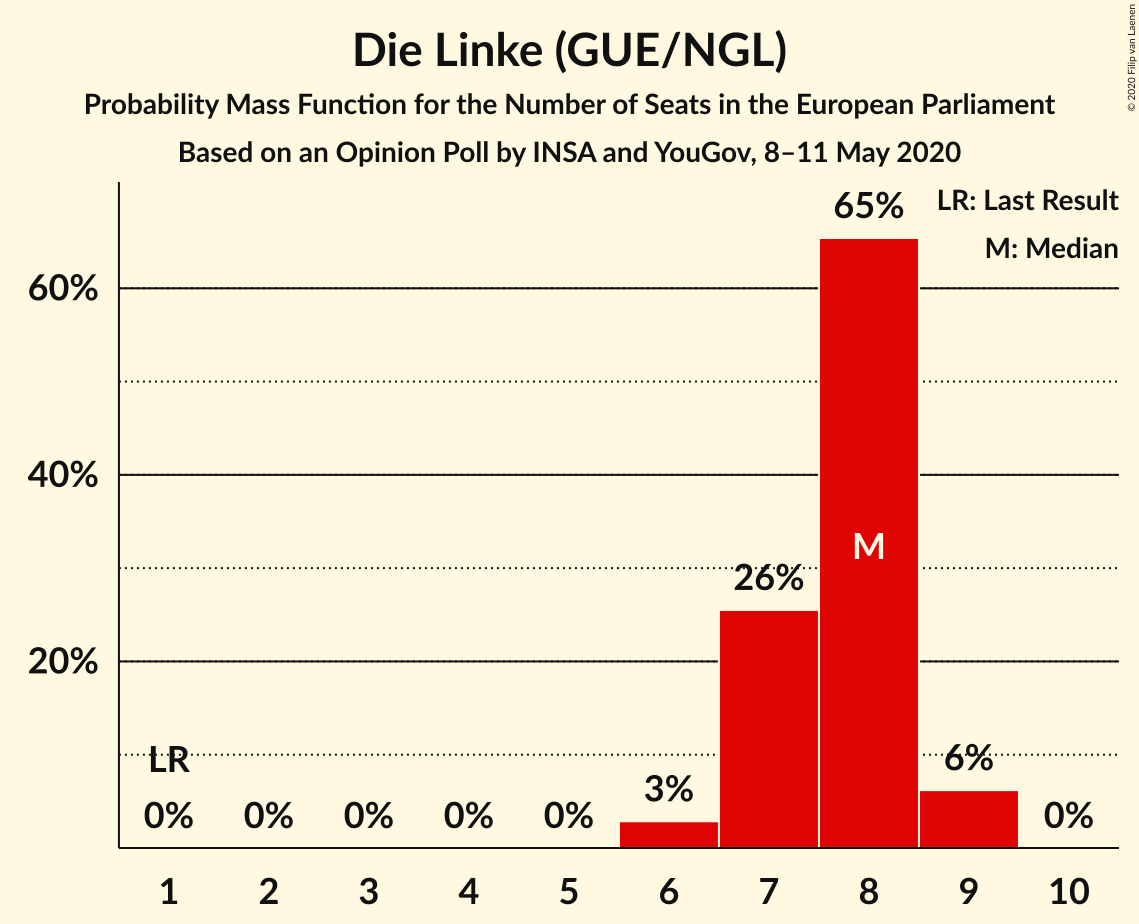 Die Linke (GUE/NGL)
Probability Mass Function for the Number of Seats in the European Parliament
Based on an Opinion Poll by INSA and YouGov, 8–11 May 2020
© 2020 Filip van Laenen
LR: Last Result
M: Median
65%
60%
40%
20%
M
26%
LR
6%
3%
0% 0% 0% 0% 0% 0%
1 2 3 4 5 6 7 8 9 10